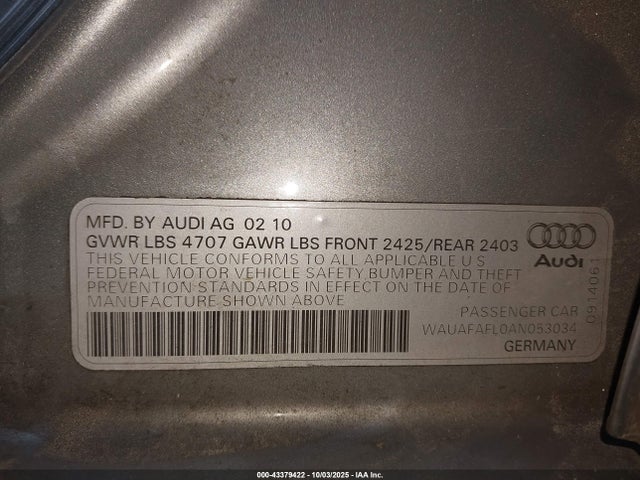 MFD. BY AUDI AG 02 10
GVWR LBS 4707 GAWR LBS FRONT 2425/REAR 2403
THIS VEHICLE CONFORMS TO ALL APPLICABLE U S
FEDERAL MOTOR VEHICLE SAFETY BUMPER AND THEFT
PREVENTION STANDARDS IN EFFECT ON THE DATE OF
MANUFACTURE SHOWN ABOVE
Audi
0914061
PASSENGER CAR
WAUAFAFL0AN053034
GERMANY
000-43379422 - 10/03/2025 - IAA Inc.